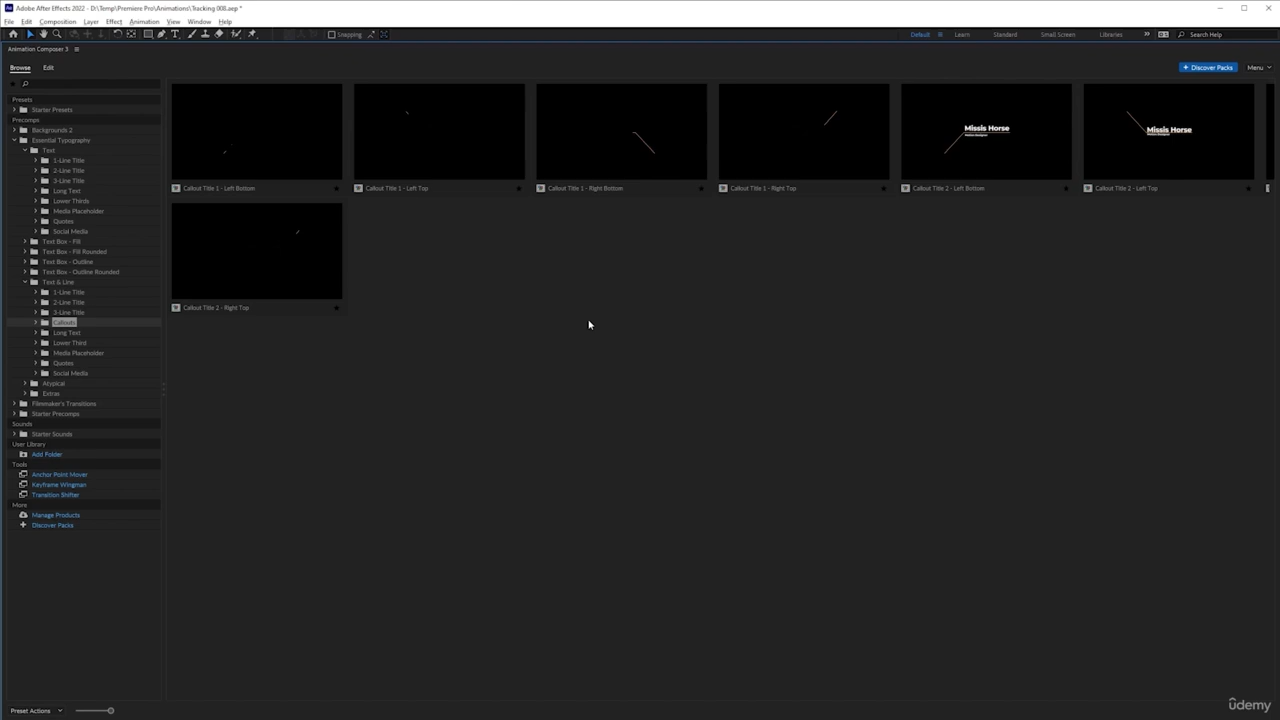 Adobe After Effects 2022 - D:\Temp\Premiere Pro\Animations\Tracking 008.aep *
File Edit Composition Layer Effect Animation View Window Help
Snapping
Default Learn Standard Small Screen Libraries Search Help
Animation Composer 3
Browse Edit
+ Discover Packs Menu
Presets
Starter Presets
Precomps
Backgrounds 2
Essential Typography
Text
1-Line Title
2-Line Title
3-Line Title
Long Text
Lower Thirds
Media Placeholder
Quotes
Social Media
Text Box - Fill
Text Box - Fill Rounded
Text Box - Outline
Text Box - Outline Rounded
Text & Line
1-Line Title
2-Line Title
3-Line Title
Callouts
Long Text
Lower Third
Media Placeholder
Quotes
Social Media
Atypical
Extras
Filmmaker's Transitions
Starter Precomps
Sounds
Starter Sounds
User Library
Add Folder
Tools
Anchor Point Mover
Keyframe Wingman
Transition Shifter
More
Manage Products
Discover Packs
Missis Horse
Missis Horse
Callout Title 1 - Left Bottom
Callout Title 1 - Left Top
Callout Title 1 - Right Bottom
Callout Title 1 - Right Top
Callout Title 2 - Left Bottom
Callout Title 2 - Left Top
Callout Title 2 - Right Top
Preset Actions
ûdemy